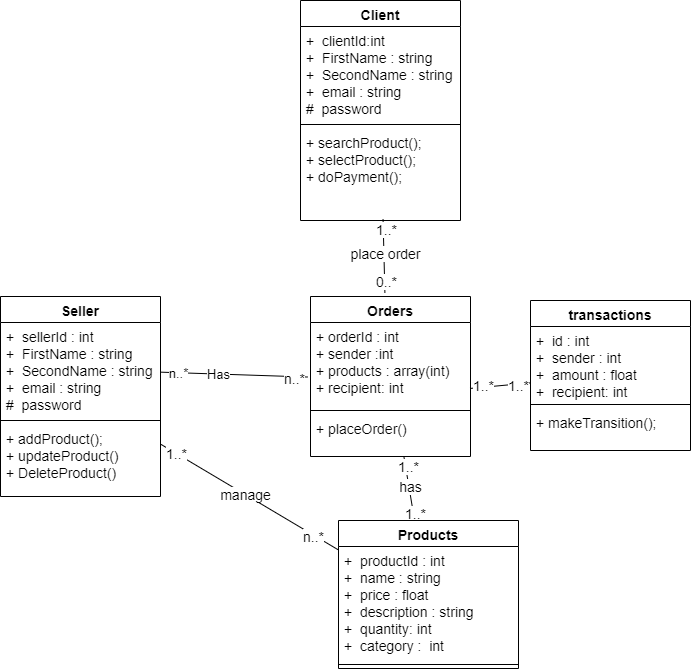 Client
+ clientId:int
+ FirstName : string
+ SecondName : string
+ email : string
# password
+ searchProduct();
+ selectProduct();
+ doPayment();
1..*
place order
0..*
Seller
+ sellerId : int
+ FirstName : string
+ SecondName : string
+ email : string
# password
+ addProduct();
+ updateProduct()
+ DeleteProduct()
n..*
Has
n..*
Orders
+ orderId : int
+ sender :int
+ products : array(int)
+ recipient: int
+ placeOrder()
1..*
1..*
transactions
+ id : int
+ sender : int
+ amount : float
+ recipient: int
+ makeTransition();
1..*
manage
n..*
1..*
has
1..*
Products
+ productId : int
+ name : string
+ price : float
+ description : string
+ quantity: int
+ category : int